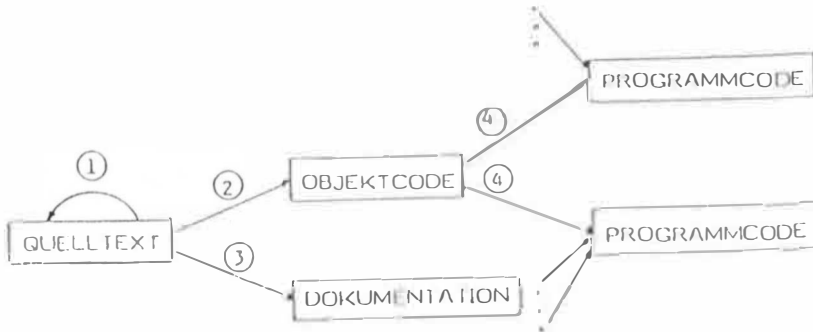 PROGRAMMCODE
4
1
OBJEKTCODE
4
2
QUELLTEXT
PROGRAMMCODE
3
DOKUMENTATION